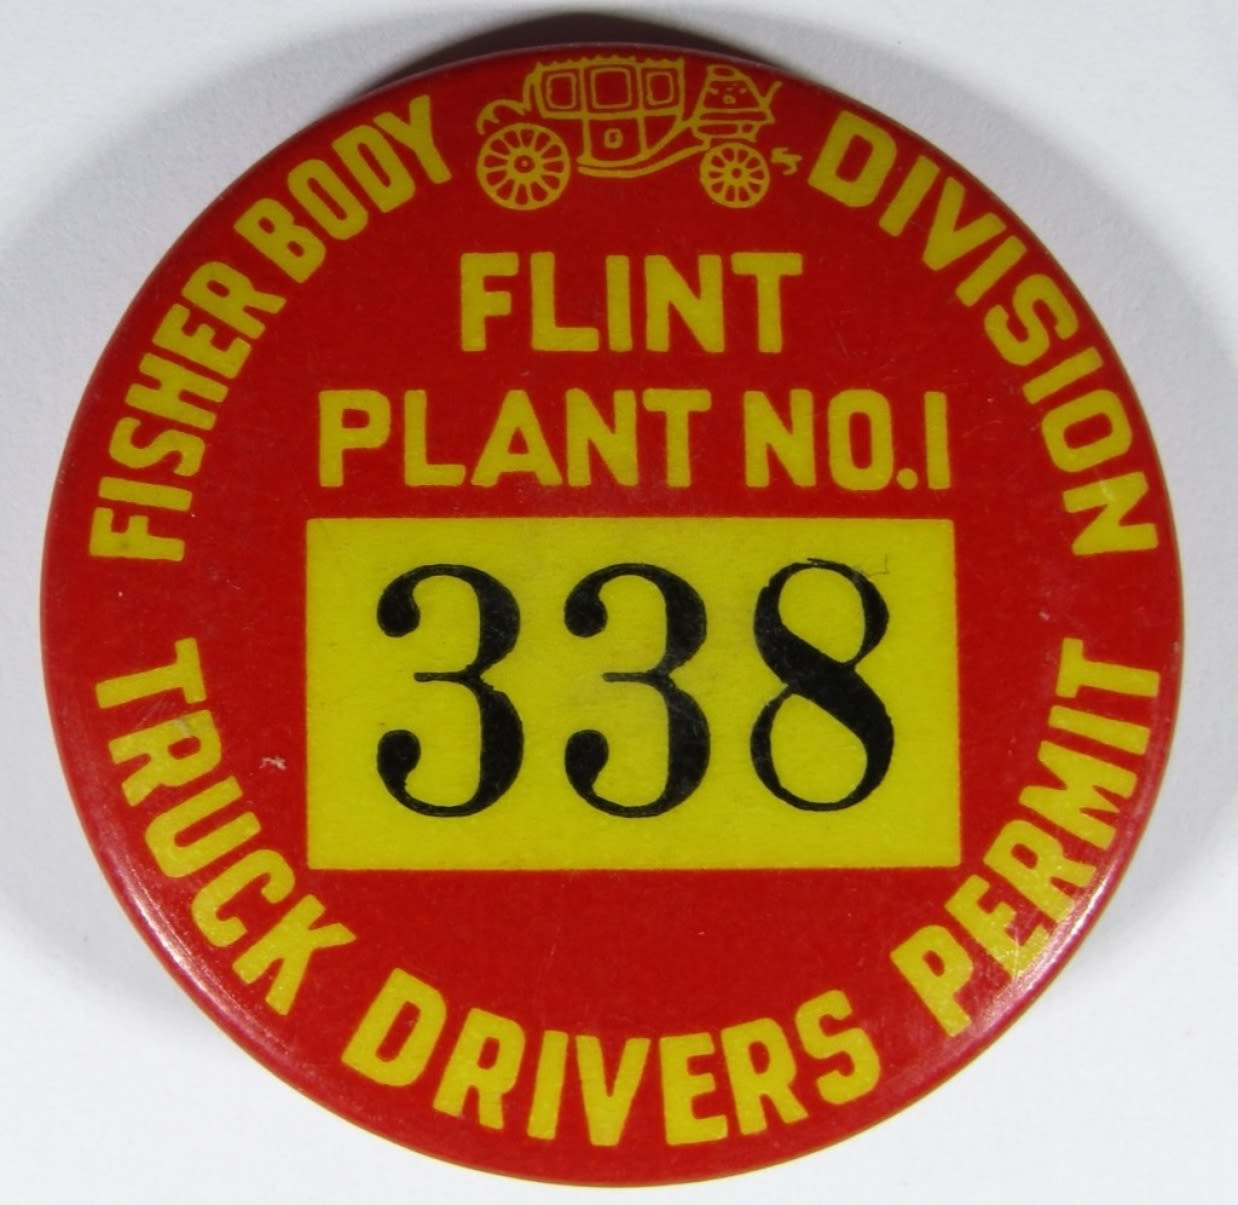 FISHER BODY DIVISION
FLINT
PLANT NO.1
338
TRUCK DRIVERS PERMIT